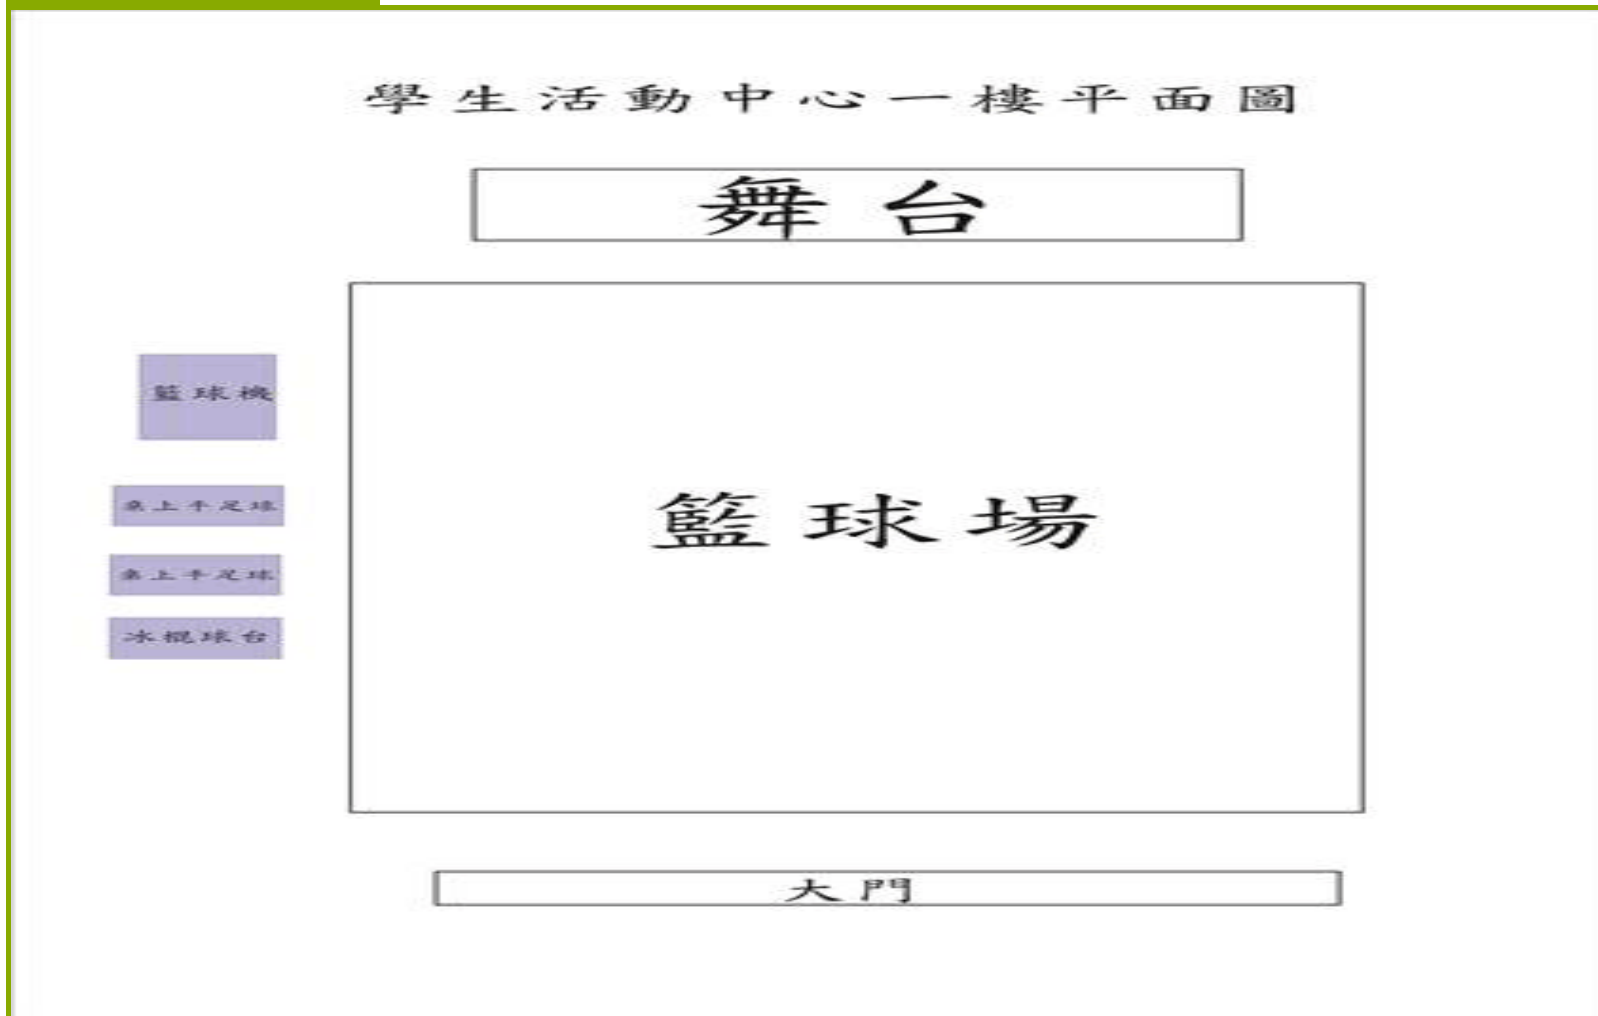 學生活動中心一樓平面圖
舞台
籃球機
桌上手足球
籃球場
桌上手足球
冰棍球台
大門